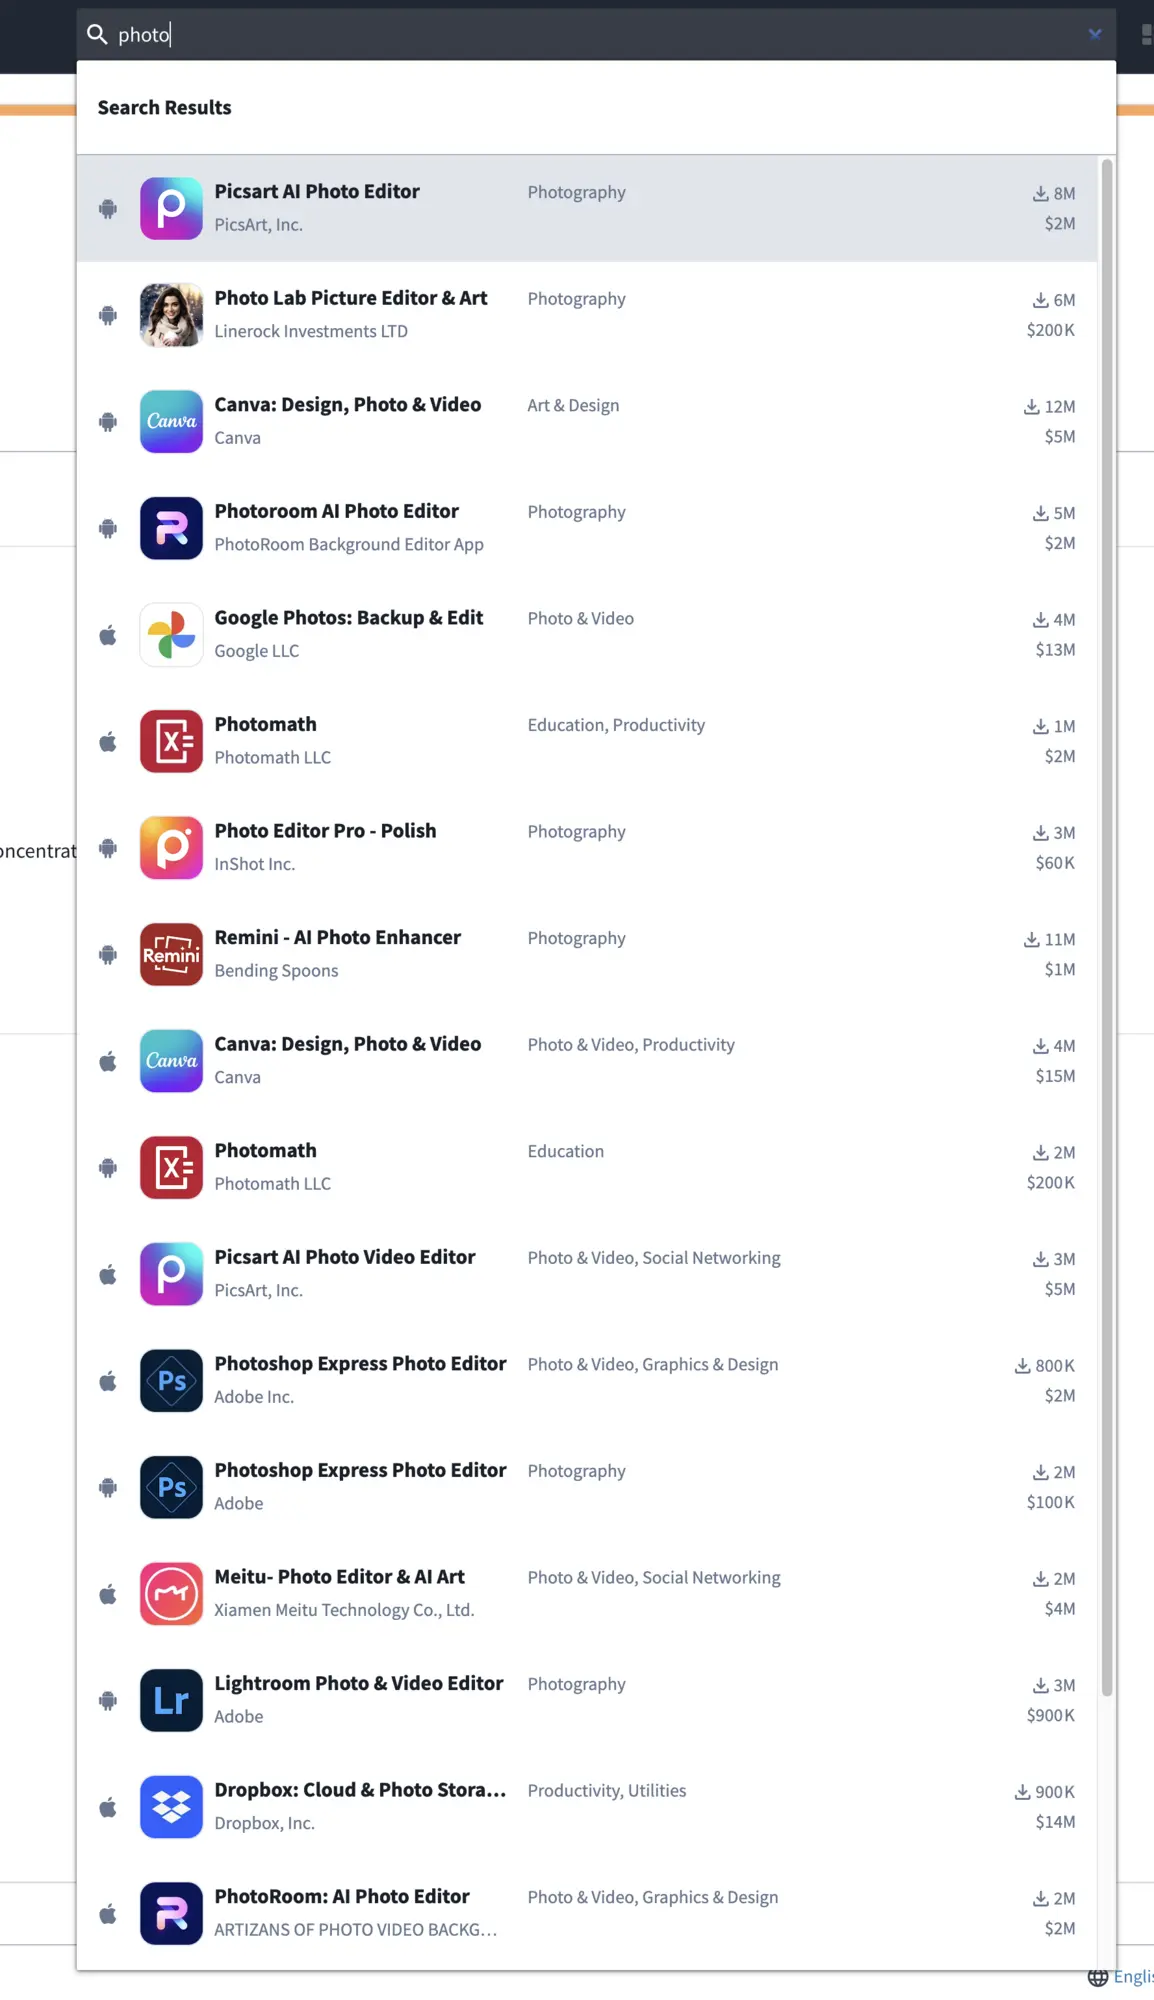 photo
Search Results
Picsart AI Photo Editor
Photography
8M
PicsArt, Inc.
$2M
Photo Lab Picture Editor & Art
Photography
6M
Linerock Investments LTD
$200K
Canva
Canva: Design, Photo & Video
Art & Design
12M
Canva
$5M
Photoroom AI Photo Editor
Photography
5M
PhotoRoom Background Editor App
$2M
Google Photos: Backup & Edit
Photo & Video
4M
Google LLC
$13M
Photomath
Education, Productivity
1M
Photomath LLC
$2M
oncentrat
Photo Editor Pro - Polish
Photography
3M
InShot Inc.
$60K
Remini
Remini - AI Photo Enhancer
Photography
11M
Bending Spoons
$1M
Canva
Canva: Design, Photo & Video
Photo & Video, Productivity
4M
Canva
$15M
Photomath
Education
2M
Photomath LLC
$200K
Picsart AI Photo Video Editor
Photo & Video, Social Networking
3M
PicsArt, Inc.
$5M
Ps
Photoshop Express Photo Editor
Photo & Video, Graphics & Design
800K
Adobe Inc.
$2M
Ps
Photoshop Express Photo Editor
Photography
2M
Adobe
$100K
Meitu- Photo Editor & AI Art
Photo & Video, Social Networking
2M
Xiamen Meitu Technology Co., Ltd.
$4M
Lr
Lightroom Photo & Video Editor
Photography
3M
Adobe
$900K
Dropbox: Cloud & Photo Stora...
Productivity, Utilities
900K
Dropbox, Inc.
$14M
PhotoRoom: AI Photo Editor
Photo & Video, Graphics & Design
2M
ARTIZANS OF PHOTO VIDEO BACKG...
$2M
Englis